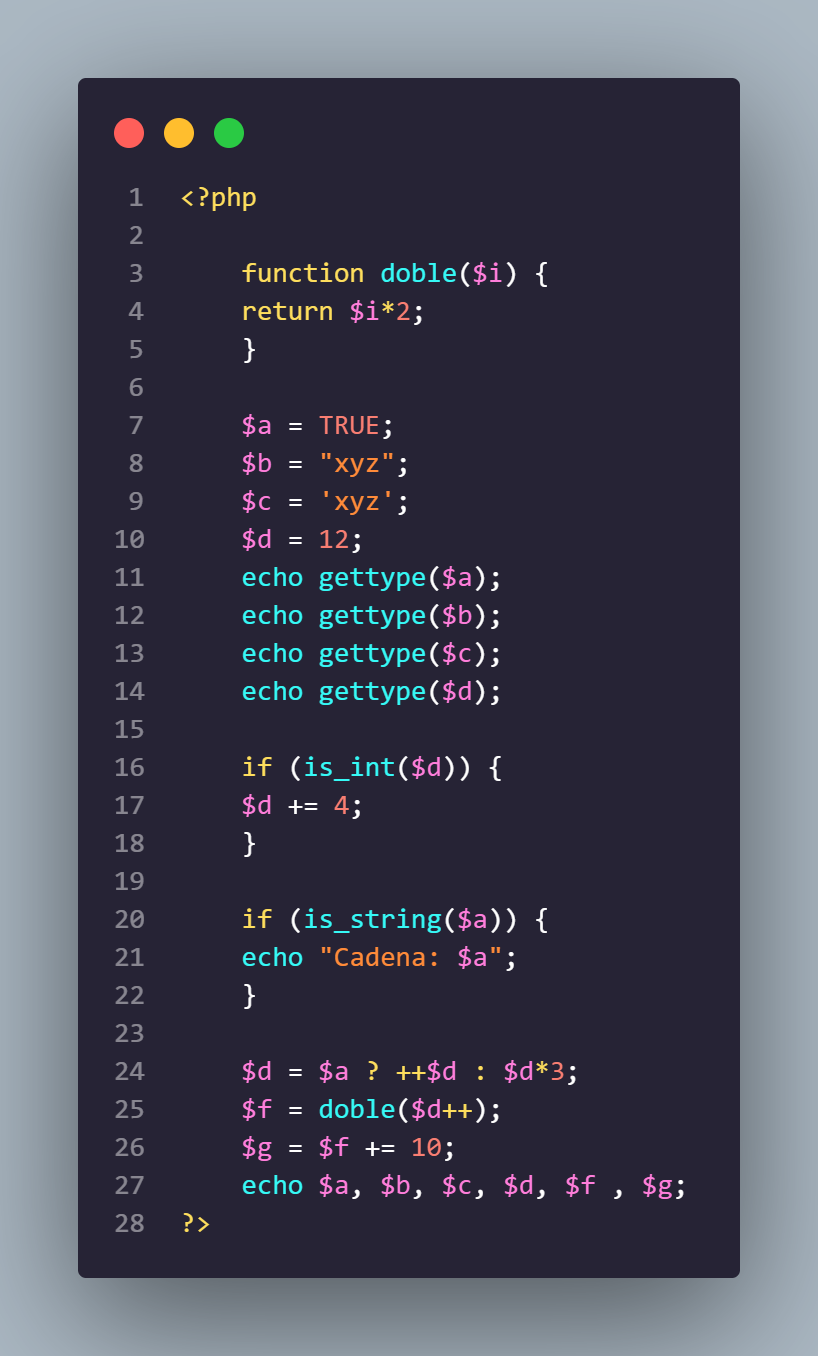 1 <?php
2
3     function doble($i) {
4     return $i*2;
5     }
6
7     $a = TRUE;
8     $b = "xyz";
9     $c = 'xyz';
10     $d = 12;
11     echo gettype($a);
12     echo gettype($b);
13     echo gettype($c);
14     echo gettype($d);
15
16     if (is_int($d)) {
17     $d += 4;
18     }
19
20     if (is_string($a)) {
21     echo "Cadena: $a";
22     }
23
24     $d = $a ? ++$d : $d*3;
25     $f = doble($d++);
26     $g = $f += 10;
27     echo $a, $b, $c, $d, $f , $g;
28 ?>